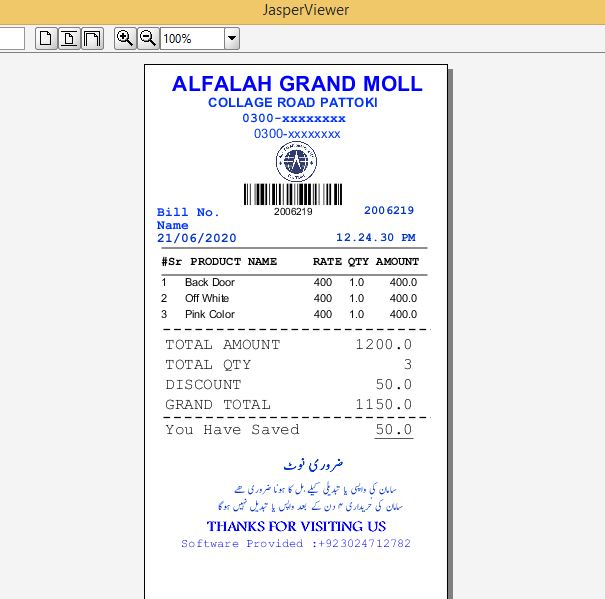 JasperViewer
100%
ALFALAH GRAND MOLL
COLLAGE ROAD PATTOKI
0300-xxxxxxxx
0300-xxxxxxxx
2006219
Bill No. 2006219
Name
21/06/2020 12.24.30 PM
#Sr PRODUCT NAME RATE QTY AMOUNT
1 Back Door 400 1.0 400.0
2 Off White 400 1.0 400.0
3 Pink Color 400 1.0 400.0
TOTAL AMOUNT 1200.0
TOTAL QTY 3
DISCOUNT 50.0
GRAND TOTAL 1150.0
You Have Saved 50.0
ضروری نوٹ
سامان کی واپسی یا تبدیلی کیلے بل کا ہونا ضروری ھے
سامان کی خریداری ۳ دن کے بعد واپس یا تبدیل نہیں ہوگا
THANKS FOR VISITING US
Software Provided :+923024712782